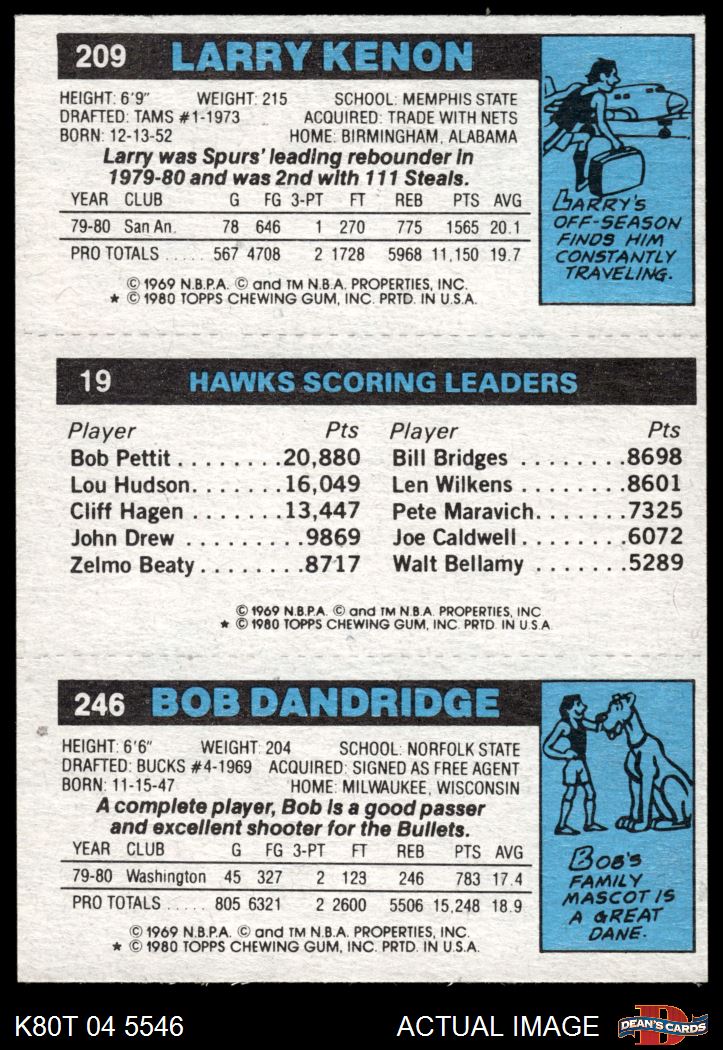 209 LARRY KENON
HEIGHT: 6'9" WEIGHT: 215 SCHOOL: MEMPHIS STATE
DRAFTED: TAMS #1-1973 ACQUIRED: TRADE WITH NETS
BORN: 12-13-52 HOME: BIRMINGHAM, ALABAMA
Larry was Spurs' leading rebounder in
1979-80 and was 2nd with 111 Steals.
YEAR CLUB G FG 3-PT FT REB PTS AVG
79-80 San An. 78 646 1 270 775 1565 20.1
PRO TOTALS ..... 567 4708 2 1728 5968 11,150 19.7
© 1969 N.B.P.A. © and TM N.B.A. PROPERTIES, INC.
★ © 1980 TOPPS CHEWING GUM, INC. PRTD. IN U.S.A.
LARRY'S
OFF-SEASON
FINDS HIM
CONSTANTLY
TRAVELING.
19 HAWKS SCORING LEADERS
Player Pts Player Pts
Bob Pettit ........20,880 Bill Bridges ........8698
Lou Hudson.......16,049 Len Wilkens ........8601
Cliff Hagen ........13,447 Pete Maravich.......7325
John Drew .........9869 Joe Caldwell........6072
Zelmo Beaty........8717 Walt Bellamy .......5289
© 1969 N.B.P.A. © and TM N.B.A. PROPERTIES, INC
★ © 1980 TOPPS CHEWING GUM, INC. PRTD. IN U.S.A
246 BOB DANDRIDGE
HEIGHT: 6'6" WEIGHT: 204 SCHOOL: NORFOLK STATE
DRAFTED: BUCKS #4-1969 ACQUIRED: SIGNED AS FREE AGENT
BORN: 11-15-47 HOME: MILWAUKEE, WISCONSIN
A complete player, Bob is a good passer
and excellent shooter for the Bullets.
YEAR CLUB G FG 3-PT FT REB PTS AVG
79-80 Washington 45 327 2 123 246 783 17.4
PRO TOTALS ..... 805 6321 2 2600 5506 15,248 18.9
© 1969 N.B.P.A. © and TM N.B.A. PROPERTIES, INC.
★ © 1980 TOPPS CHEWING GUM, INC. PRTD. IN U.S.A.
BOB'S
FAMILY
MASCOT IS
A GREAT
DANE.
K80T 04 5546 ACTUAL IMAGE D DEAN'S CARDS